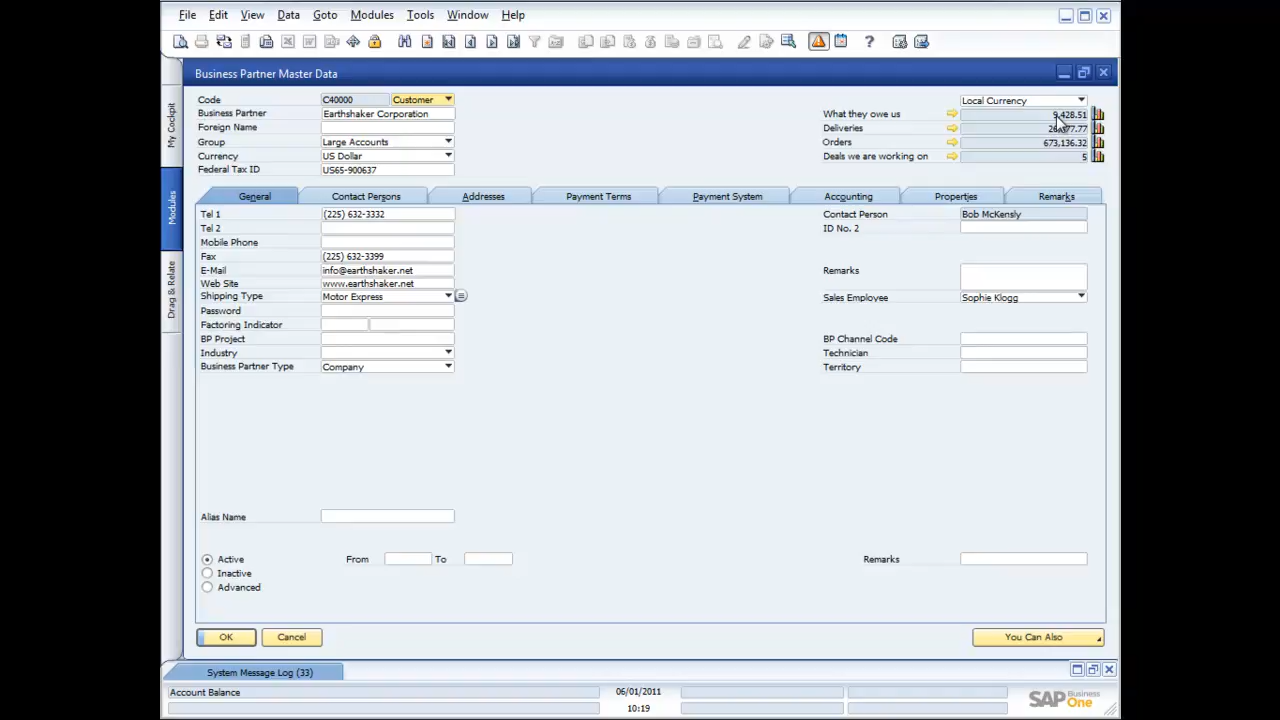 File Edit View Data Goto Modules Tools Window Help
Business Partner Master Data
My Cockpit
Modules
Drag & Relate
Code C40000 Customer Local Currency
Business Partner Earthshaker Corporation What they owe us 9,428.51
Foreign Name Deliveries
Group Large Accounts Orders 673,136.32
Currency US Dollar Deals we are working on 5
Federal Tax ID US65-900637
General Contact Persons Addresses Payment Terms Payment System Accounting Properties Remarks
Tel 1 (225) 632-3332 Contact Person Bob McKensly
Tel 2 ID No. 2
Mobile Phone
Fax (225) 632-3399
E-Mail info@earthshaker.net Remarks
Web Site www.earthshaker.net
Shipping Type Motor Express Sales Employee Sophie Klogg
Password
Factoring Indicator
BP Project BP Channel Code
Industry Technician
Business Partner Type Company Territory
Alias Name
Active From To Remarks
Inactive
Advanced
OK Cancel You Can Also
System Message Log (33)
Account Balance 06/01/2011
10:19
SAP Business One